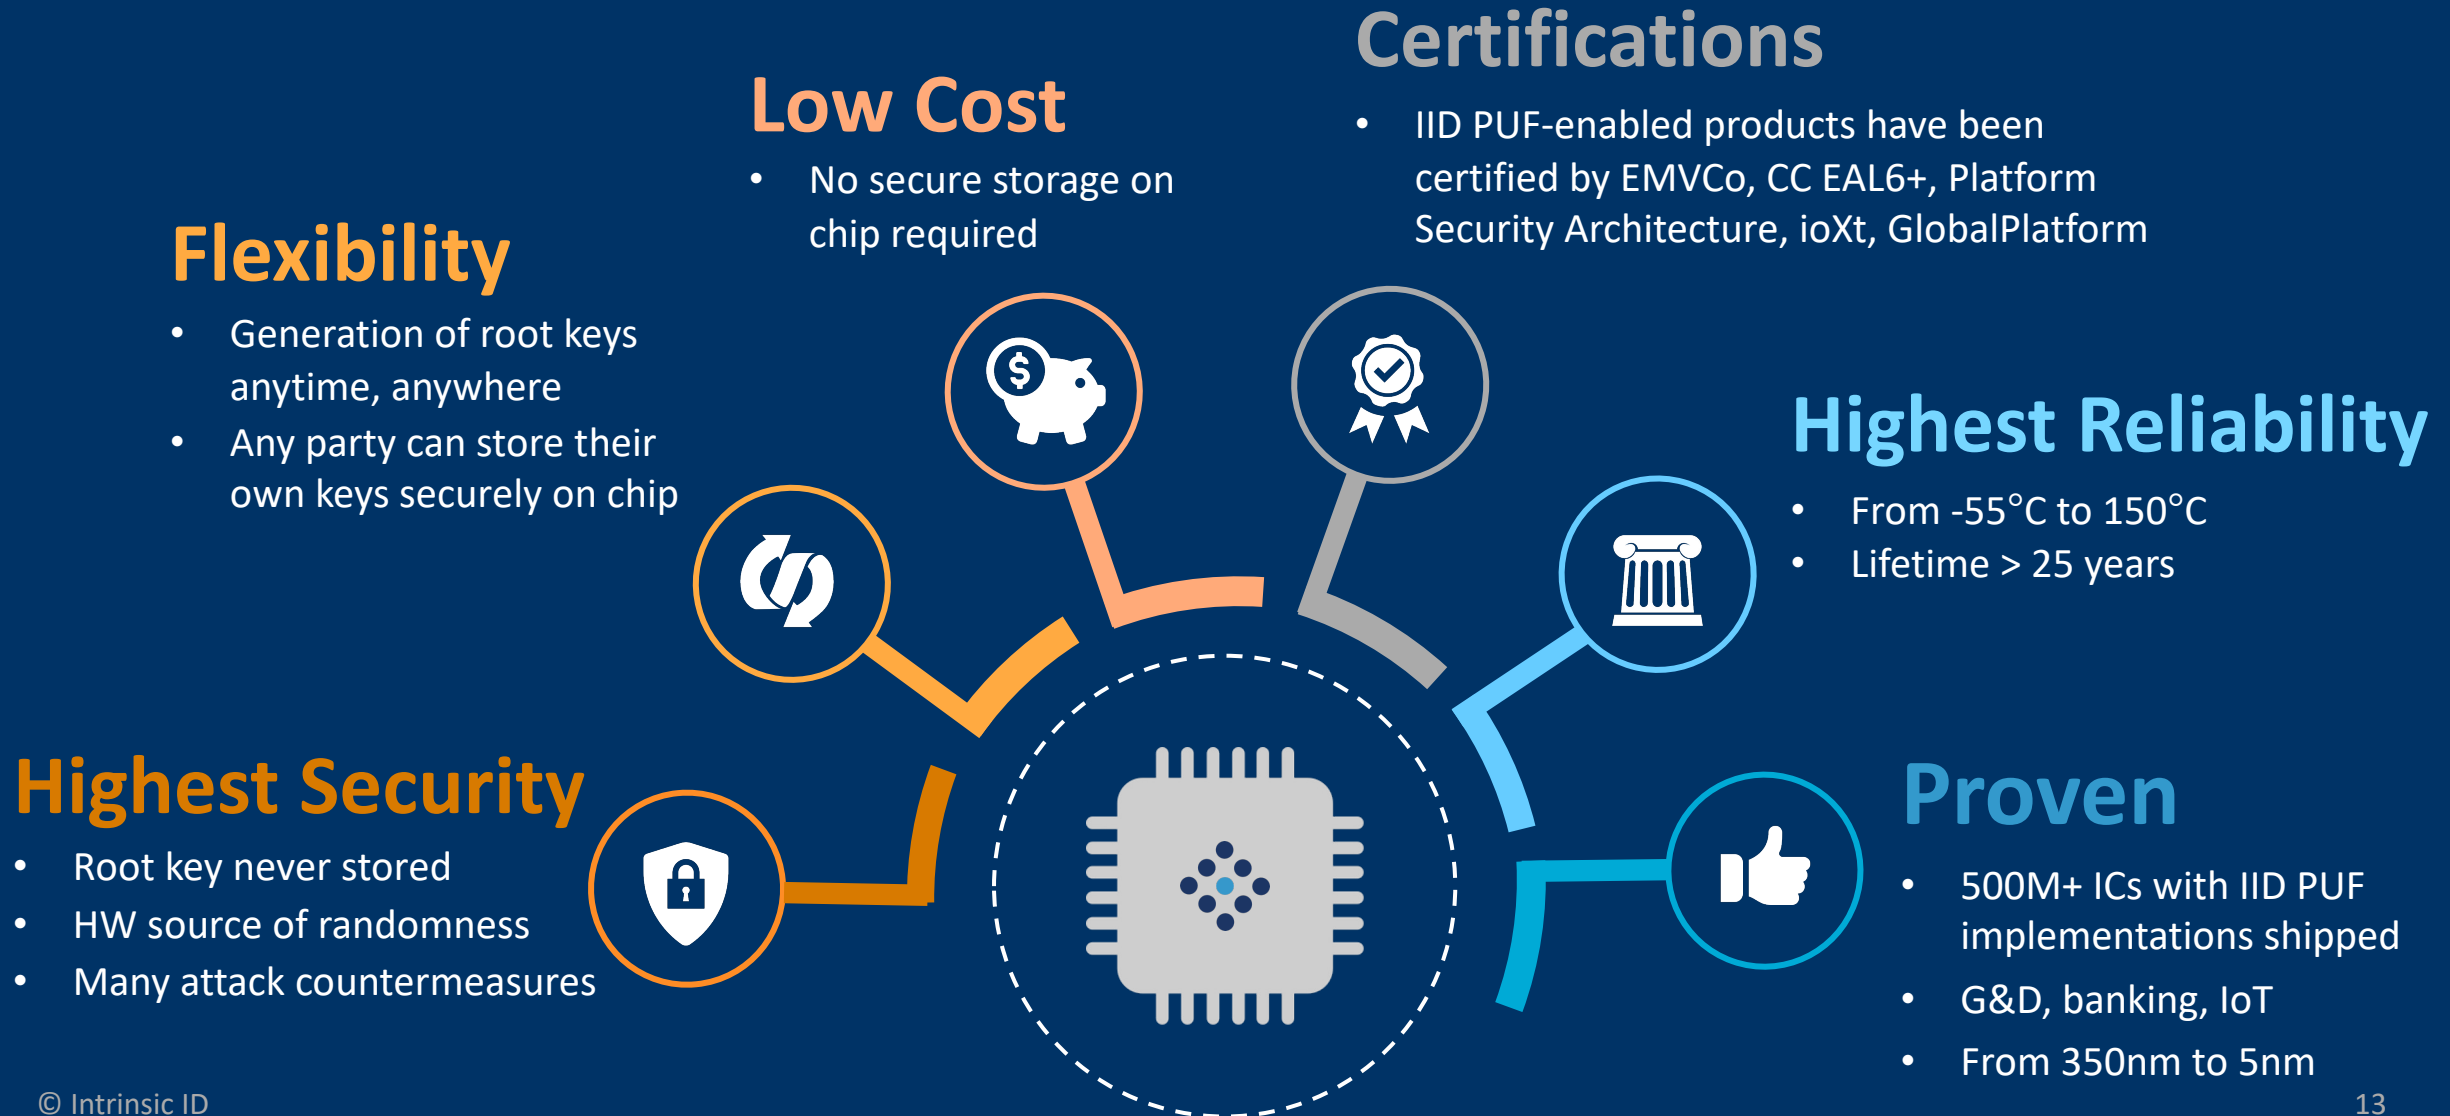 Certifications
• IID PUF-enabled products have been
certified by EMVCo, CC EAL6+, Platform
Security Architecture, ioXt, GlobalPlatform
Low Cost
• No secure storage on
chip required
Flexibility
• Generation of root keys
anytime, anywhere
• Any party can store their
own keys securely on chip
Highest Reliability
• From -55°C to 150°C
• Lifetime > 25 years
Highest Security
• Root key never stored
• HW source of randomness
• Many attack countermeasures
Proven
• 500M+ ICs with IID PUF
implementations shipped
• G&D, banking, IoT
• From 350nm to 5nm
$
© Intrinsic ID
13